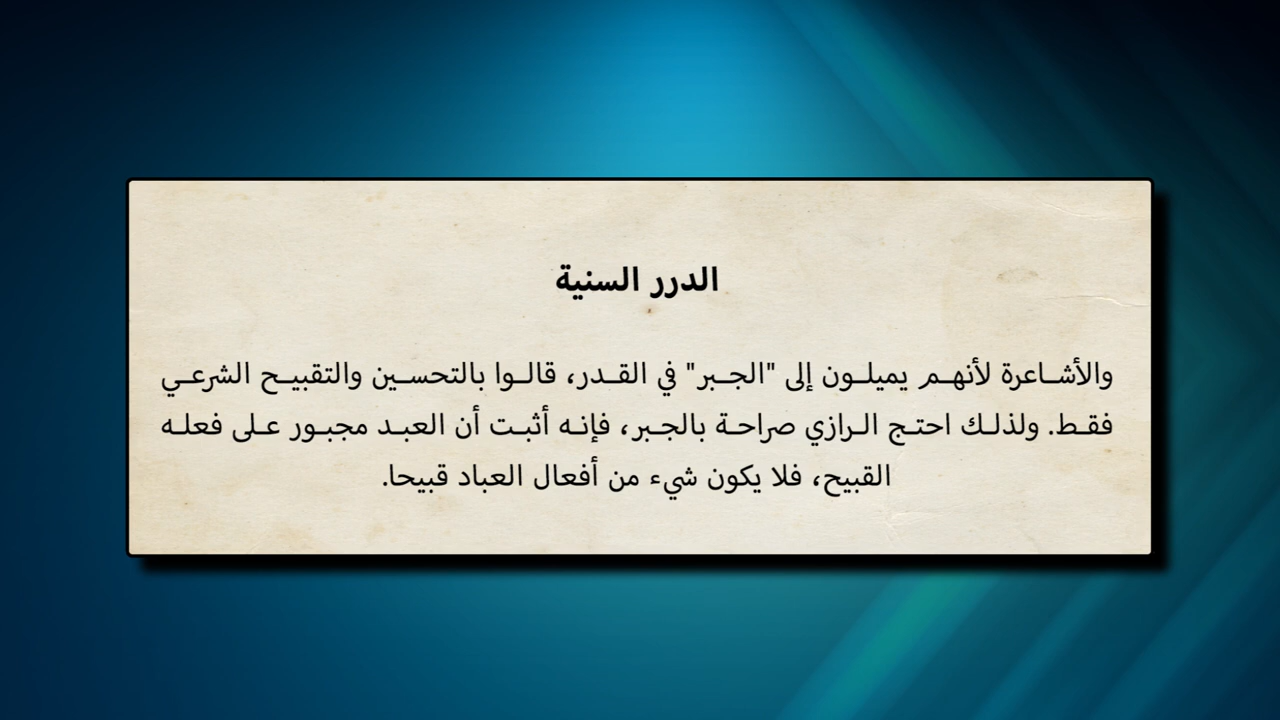 الدرر السنية
والأشاعرة لأنهم يميلون إلى "الجبر" في القدر، قالوا بالتحسين والتقبيح الشرعي
فقط. ولذلك احتج الرازي صراحة بالجبر، فإنه أثبت أن العبد مجبور على فعله
القبيح، فلا يكون شيء من أفعال العباد قبيحا.